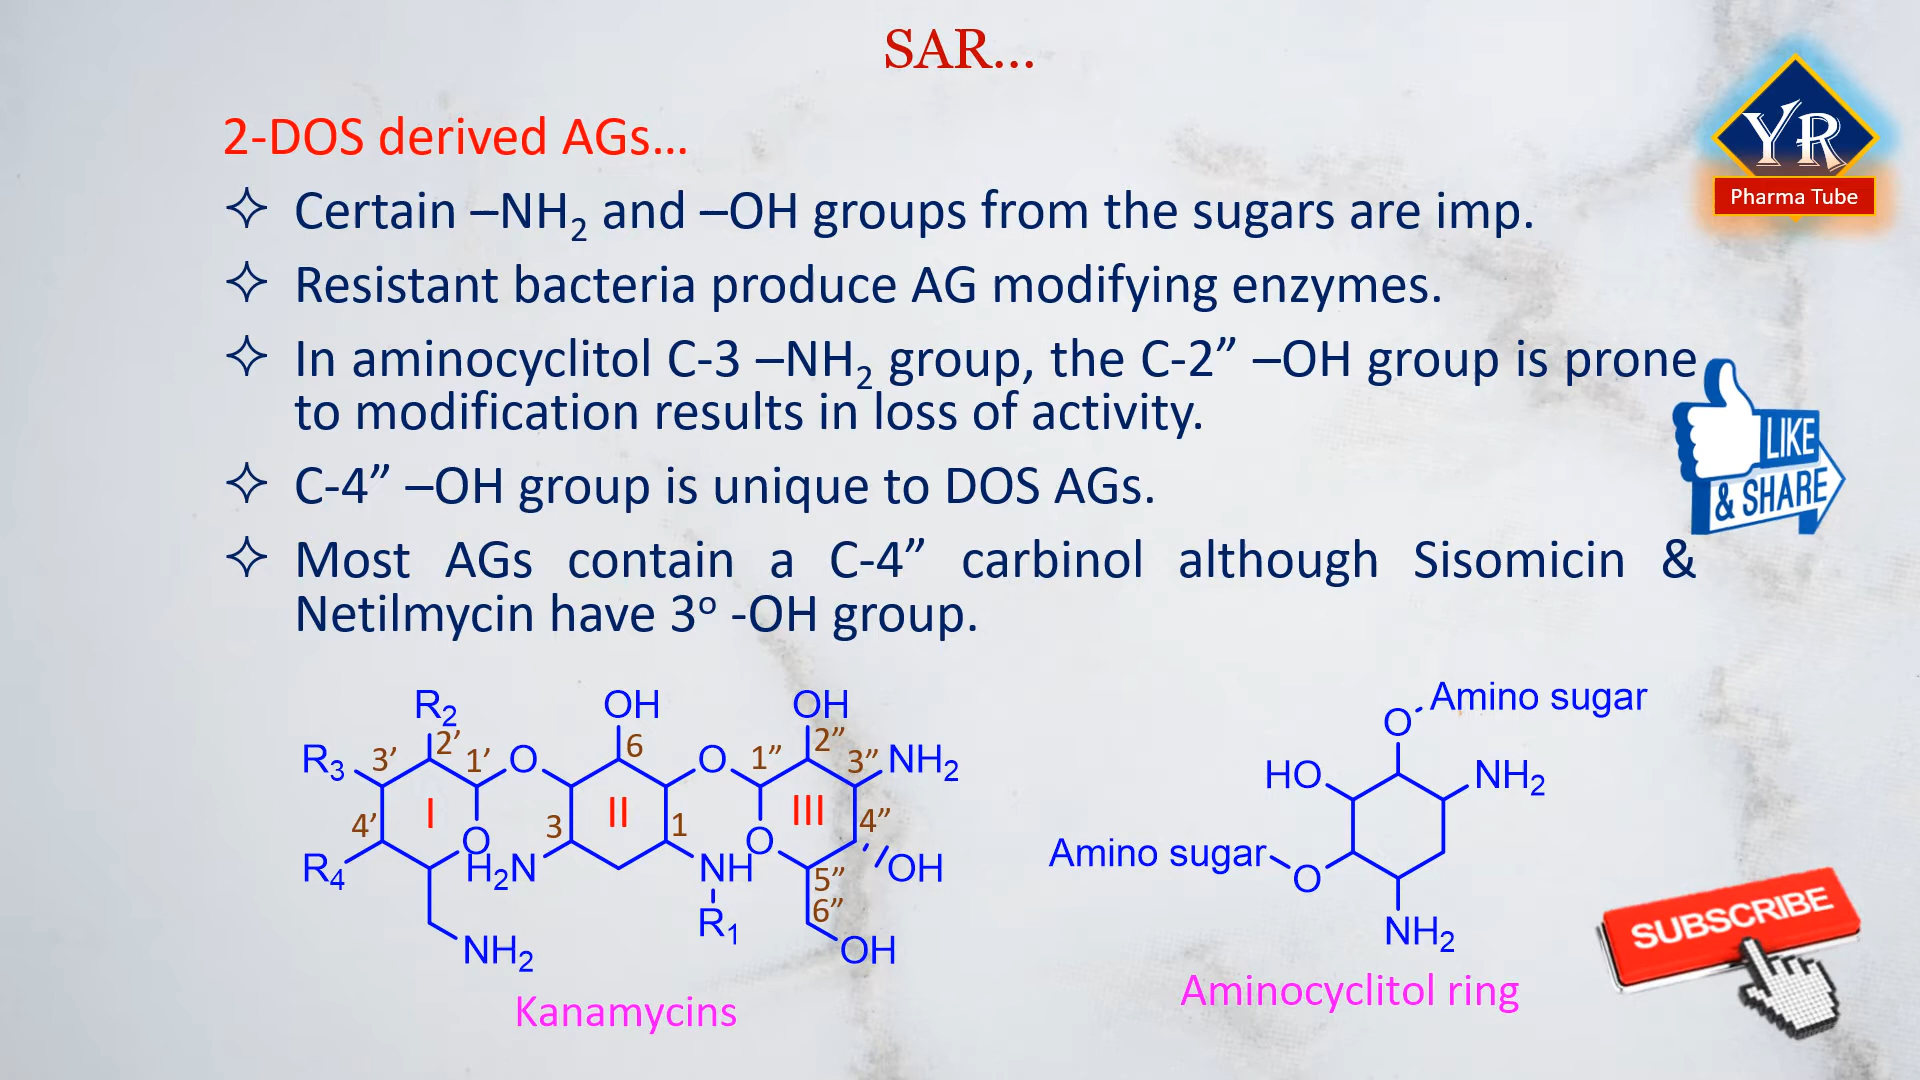 SAR...
YR
Pharma Tube
2-DOS derived AGs...
✧ Certain –NH₂ and –OH groups from the sugars are imp.
✧ Resistant bacteria produce AG modifying enzymes.
✧ In aminocyclitol C-3 –NH₂ group, the C-2” –OH group is prone
to modification results in loss of activity.
✧ C-4” –OH group is unique to DOS AGs.
✧ Most AGs contain a C-4” carbinol although Sisomicin &
Netilmycin have 3º -OH group.
LIKE
& SHARE
R₂ OH OH
3’ 2’ 1’ 6 1” 2” 3”
R₃ O O NH₂
I II III
4’ 3 1 4”
O O
R₄ H₂N NH OH
5”
R₁ 6”
NH₂ OH
Kanamycins
O Amino sugar
HO NH₂
Amino sugar O
NH₂
Aminocyclitol ring
SUBSCRIBE